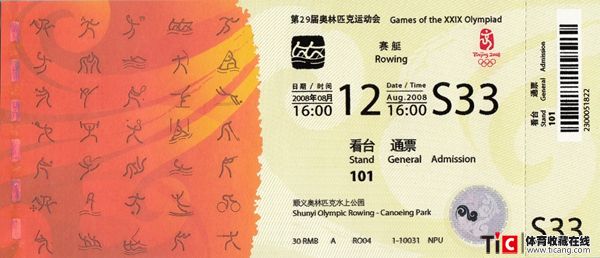 第29届奥林匹克运动会 Games of the XXIX Olympiad
赛艇
Rowing
Beijing 2008
日期 / 时间
2008年08月
16:00
12
Date / Time
Aug.2008
16:00
S33
看台 通票
Stand General Admission
101
顺义奥林匹克水上公园
Shunyi Olympic Rowing - Canoeing Park
30 RMB A RO04 1-10031 NPU
通票
General Admission
看台
Stand
101
2300051822
S33
TIC 体育收藏在线
www.ticang.com